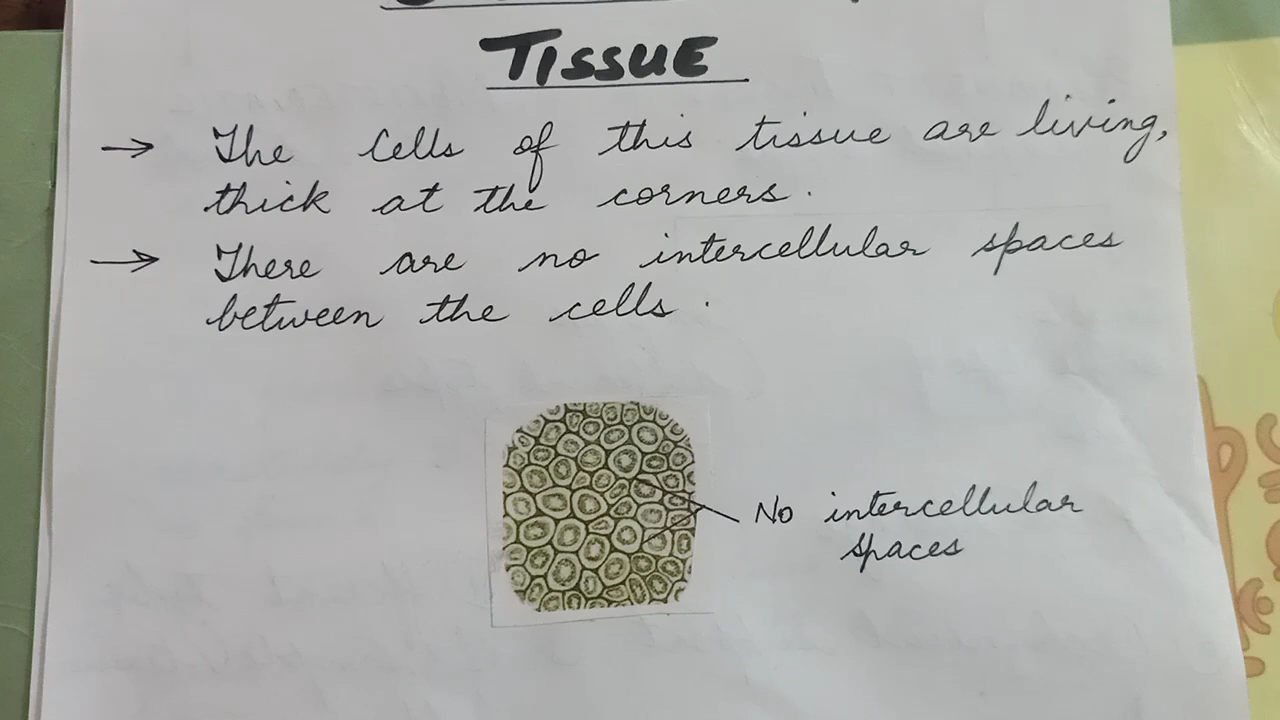 TISSUE
→ The Cells of this tissue are living,
thick at the corners.
→ There are no intercellular spaces
between the cells.
No intercellular
spaces